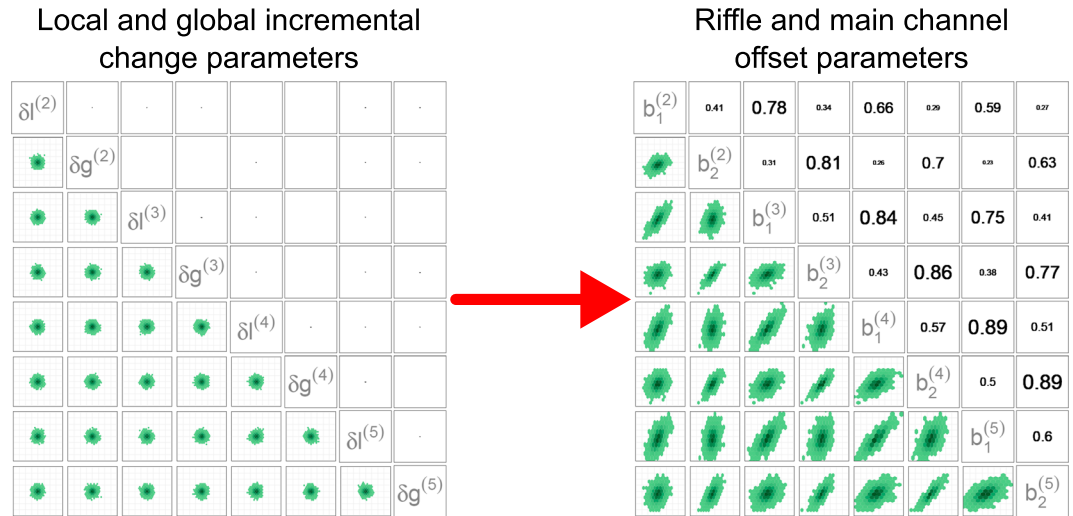 Local and global incremental
change parameters
Riffle and main channel
offset parameters
δl(2)
δg(2)
δl(3)
δg(3)
δl(4)
δg(4)
δl(5)
δg(5)
b1(2) 0.41 0.78 0.34 0.66 0.29 0.59 0.27
b2(2) 0.31 0.81 0.26 0.7 0.23 0.63
b1(3) 0.51 0.84 0.45 0.75 0.41
b2(3) 0.43 0.86 0.38 0.77
b1(4) 0.57 0.89 0.51
b2(4) 0.5 0.89
b1(5) 0.6
b2(5)